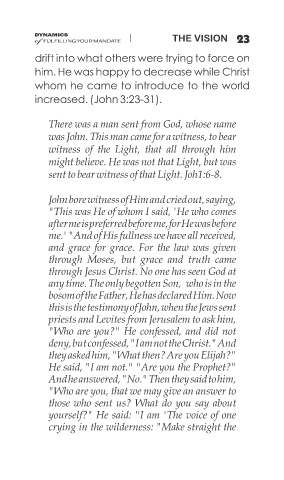 DYNAMICS
of FULFILLING YOUR MANDATE | THE VISION 23
drift into what others were trying to force on
him. He was happy to decrease while Christ
whom he came to introduce to the world
increased. (John 3:23-31).
There was a man sent from God, whose name
was John. This man came for a witness, to bear
witness of the Light, that all through him
might believe. He was not that Light, but was
sent to bear witness of that Light. Joh1:6-8.
John bore witness of Him and cried out, saying,
"This was He of whom I said, 'He who comes
after me is preferred before me, for He was before
me.' "And of His fullness we have all received,
and grace for grace. For the law was given
through Moses, but grace and truth came
through Jesus Christ. No one has seen God at
any time. The only begotten Son, who is in the
bosom of the Father, He has declared Him. Now
this is the testimony of John, when the Jews sent
priests and Levites from Jerusalem to ask him,
"Who are you?" He confessed, and did not
deny, but confessed, "I am not the Christ." And
they asked him, "What then? Are you Elijah?"
He said, "I am not." "Are you the Prophet?"
And he answered, "No." Then they said to him,
"Who are you, that we may give an answer to
those who sent us? What do you say about
yourself?" He said: "I am 'The voice of one
crying in the wilderness: "Make straight the